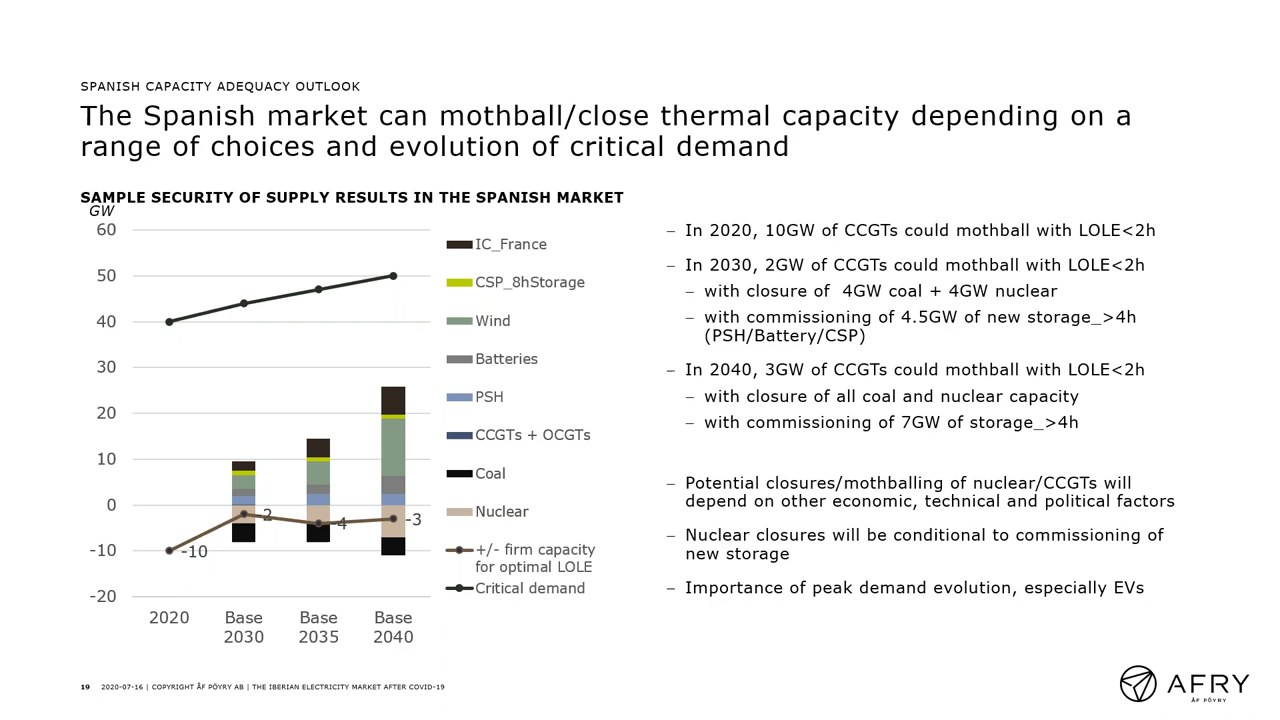 SPANISH CAPACITY ADEQUACY OUTLOOK
The Spanish market can mothball/close thermal capacity depending on a
range of choices and evolution of critical demand
SAMPLE SECURITY OF SUPPLY RESULTS IN THE SPANISH MARKET
GW
60
50
40
30
20
10
0
-10
-20
-10
-2
-4
-3
2020
Base
2030
Base
2035
Base
2040
IC_France
CSP_8hStorage
Wind
Batteries
PSH
CCGTs + OCGTs
Coal
Nuclear
+/- firm capacity
for optimal LOLE
Critical demand
– In 2020, 10GW of CCGTs could mothball with LOLE<2h
– In 2030, 2GW of CCGTs could mothball with LOLE<2h
– with closure of  4GW coal + 4GW nuclear
– with commissioning of 4.5GW of new storage_>4h
(PSH/Battery/CSP)
– In 2040, 3GW of CCGTs could mothball with LOLE<2h
– with closure of all coal and nuclear capacity
– with commissioning of 7GW of storage_>4h
– Potential closures/mothballing of nuclear/CCGTs will
depend on other economic, technical and political factors
– Nuclear closures will be conditional to commissioning of
new storage
– Importance of peak demand evolution, especially EVs
19 2020-07-16 | COPYRIGHT ÅF PÖYRY AB | THE IBERIAN ELECTRICITY MARKET AFTER COVID-19
AFRY
ÅF PÖYRY